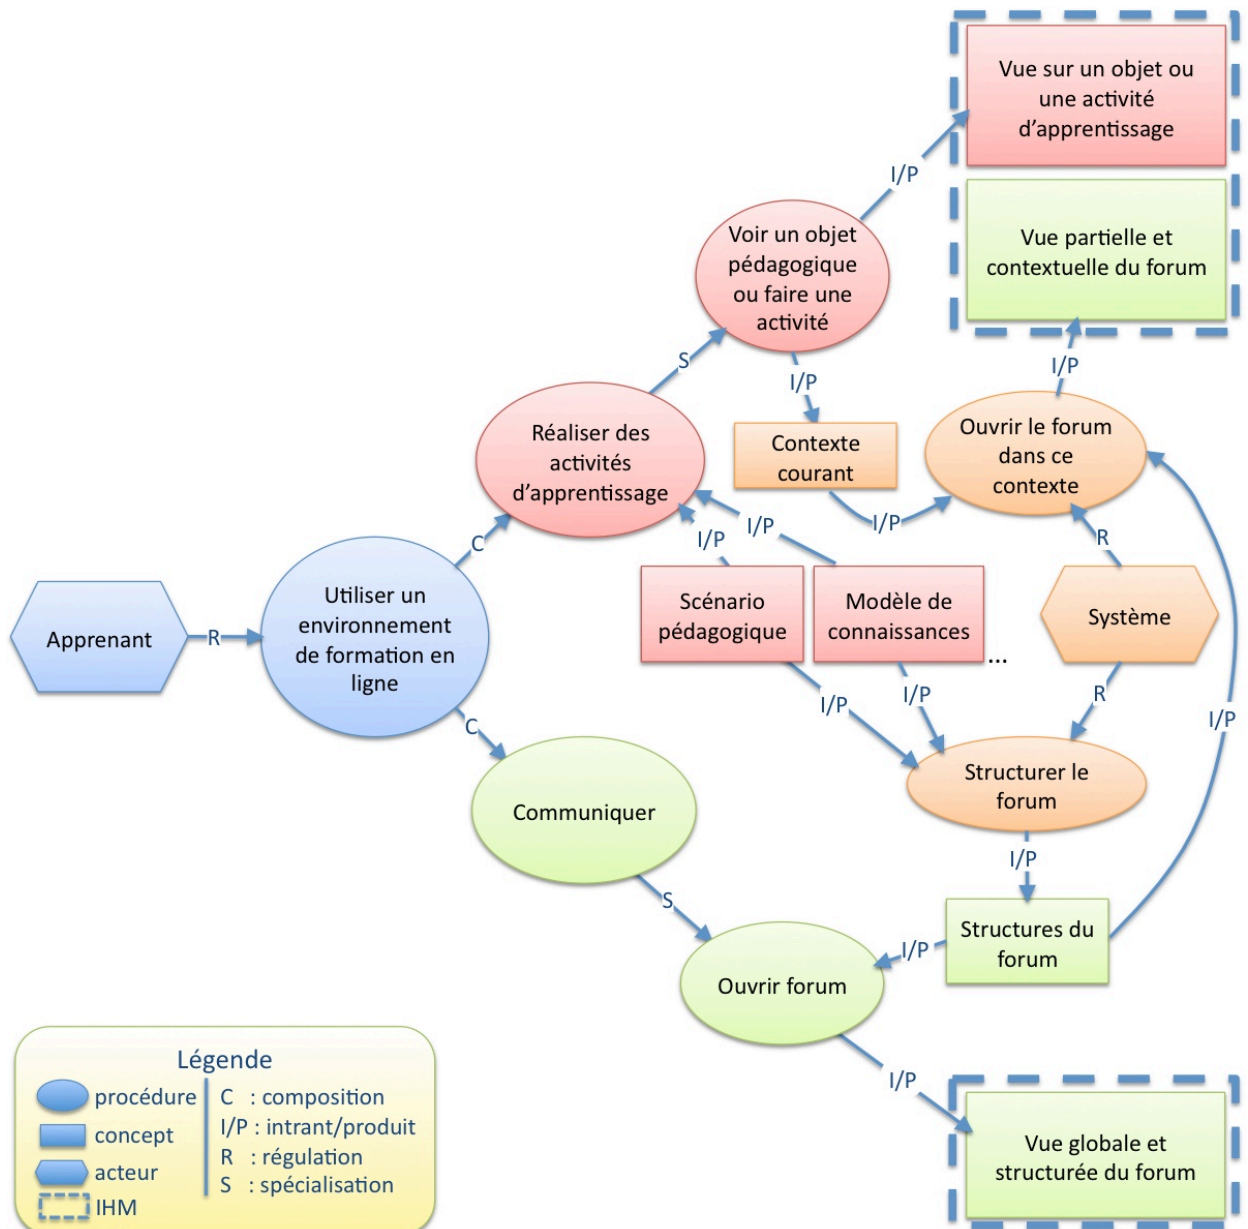 Vue sur un objet ou
une activité
d'apprentissage
I/P
Voir un objet
pédagogique
ou faire une
activité
Vue partielle et
contextuelle du forum
S
I/P
I/P
Réaliser des
activités
d'apprentissage
Contexte
courant
Ouvrir le forum
dans ce
contexte
I/P
I/P
I/P
R
C
Apprenant
R
Utiliser un
environnement
de formation en
ligne
Scénario
pédagogique
Modèle de
connaissances
...
Système
I/P
I/P
R
I/P
C
Structurer le
forum
Communiquer
I/P
S
Structures du
forum
I/P
Ouvrir forum
I/P
Légende
procédure
concept
acteur
IHM
C : composition
I/P : intrant/produit
R : régulation
S : spécialisation
Vue globale et
structurée du forum